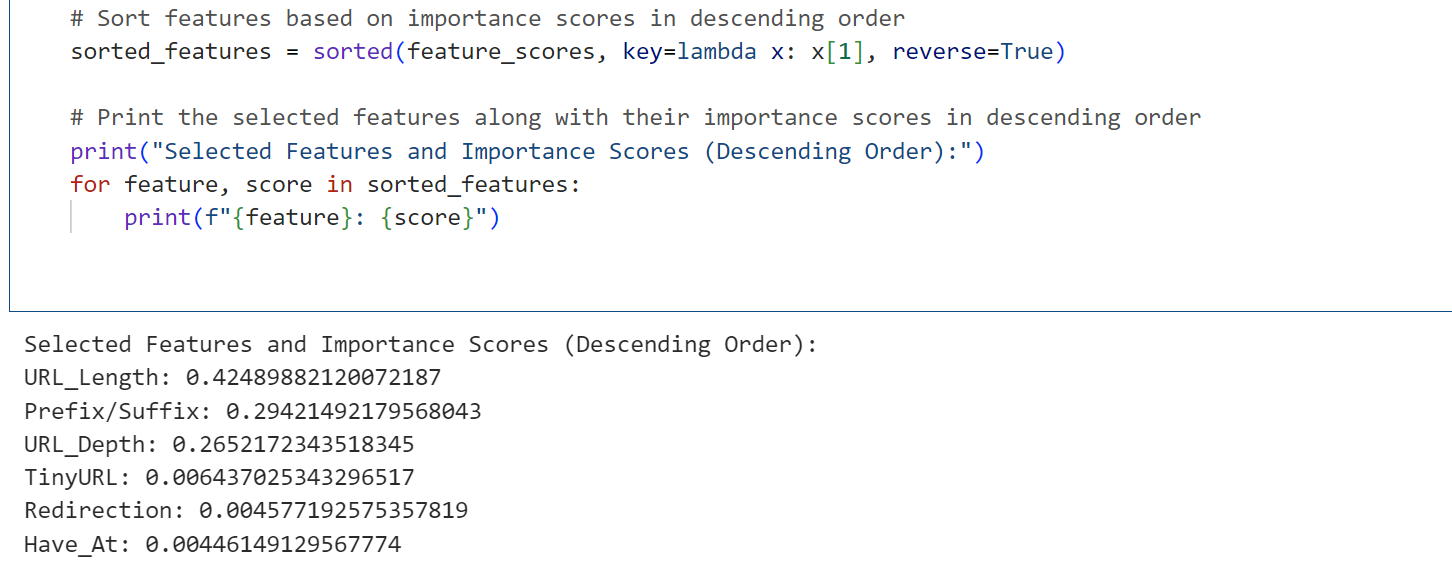 # Sort features based on importance scores in descending order
sorted_features = sorted(feature_scores, key=lambda x: x[1], reverse=True)
# Print the selected features along with their importance scores in descending order
print("Selected Features and Importance Scores (Descending Order):")
for feature, score in sorted_features:
    print(f"{feature}: {score}")
Selected Features and Importance Scores (Descending Order):
URL_Length: 0.42489882120072187
Prefix/Suffix: 0.29421492179568043
URL_Depth: 0.2652172343518345
TinyURL: 0.006437025343296517
Redirection: 0.004577192575357819
Have_At: 0.00446149129567774